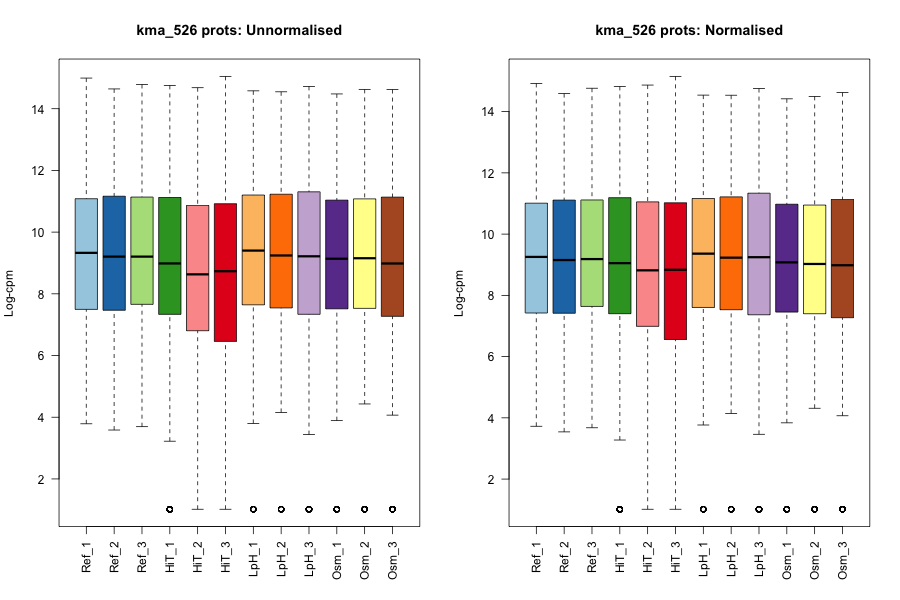 kma_526 prots: Unnormalised
Log-cpm
14
12
10
8
6
4
2
Ref_1
Ref_2
Ref_3
HiT_1
HiT_2
HiT_3
LpH_1
LpH_2
LpH_3
Osm_1
Osm_2
Osm_3
kma_526 prots: Normalised
Log-cpm
14
12
10
8
6
4
2
Ref_1
Ref_2
Ref_3
HiT_1
HiT_2
HiT_3
LpH_1
LpH_2
LpH_3
Osm_1
Osm_2
Osm_3